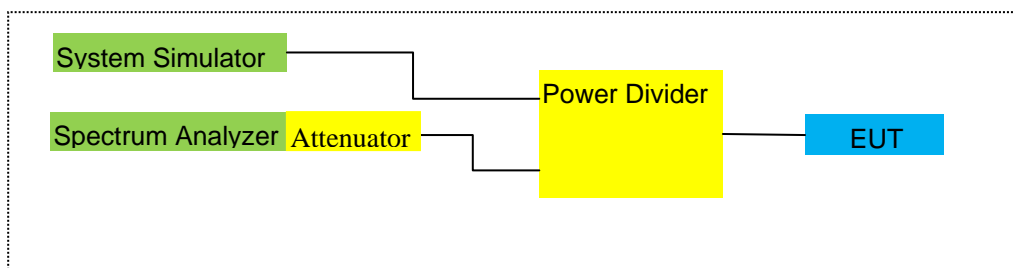 System Simulator
Power Divider
Spectrum Analyzer Attenuator
EUT